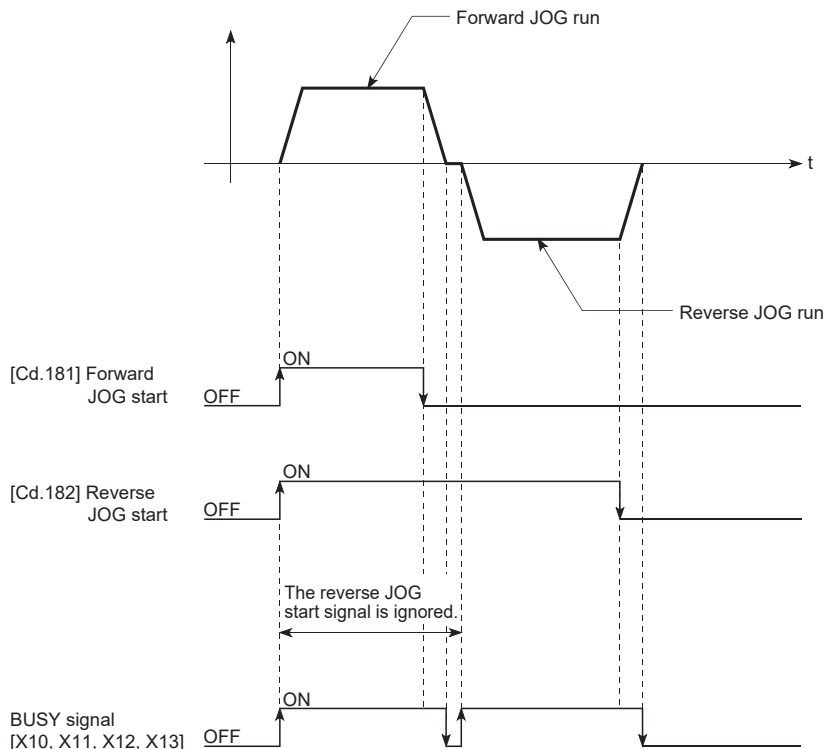 Forward JOG run
t
Reverse JOG run
[Cd.181] Forward
JOG start
ON
OFF
[Cd.182] Reverse
JOG start
ON
OFF
The reverse JOG
start signal is ignored.
BUSY signal
[X10, X11, X12, X13]
ON
OFF